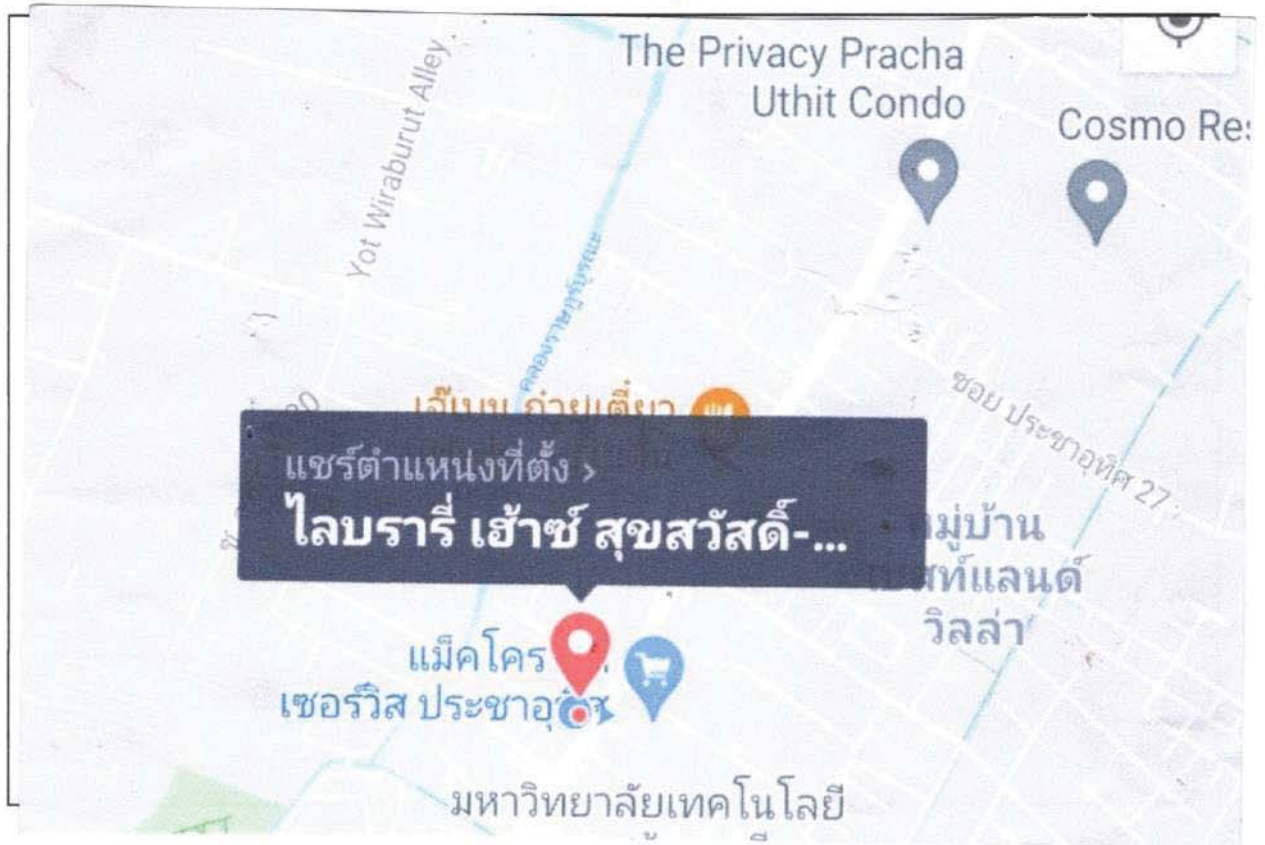 The Privacy Pracha
Uthit Condo
Cosmo Re
Yot Wiraburut Alley
คลองราษฎร์บูรณะ
ซอย ประชาอุทิศ 27
แชร์ตำแหน่งที่ตั้ง >
ไลบรารี่ เฮ้าซ์ สุขสวัสดิ์-...
หมู่บ้าน
เวสท์แลนด์
วิลล่า
แม็คโคร
เซอร์วิส ประชาอุทิศ
มหาวิทยาลัยเทคโนโลยี